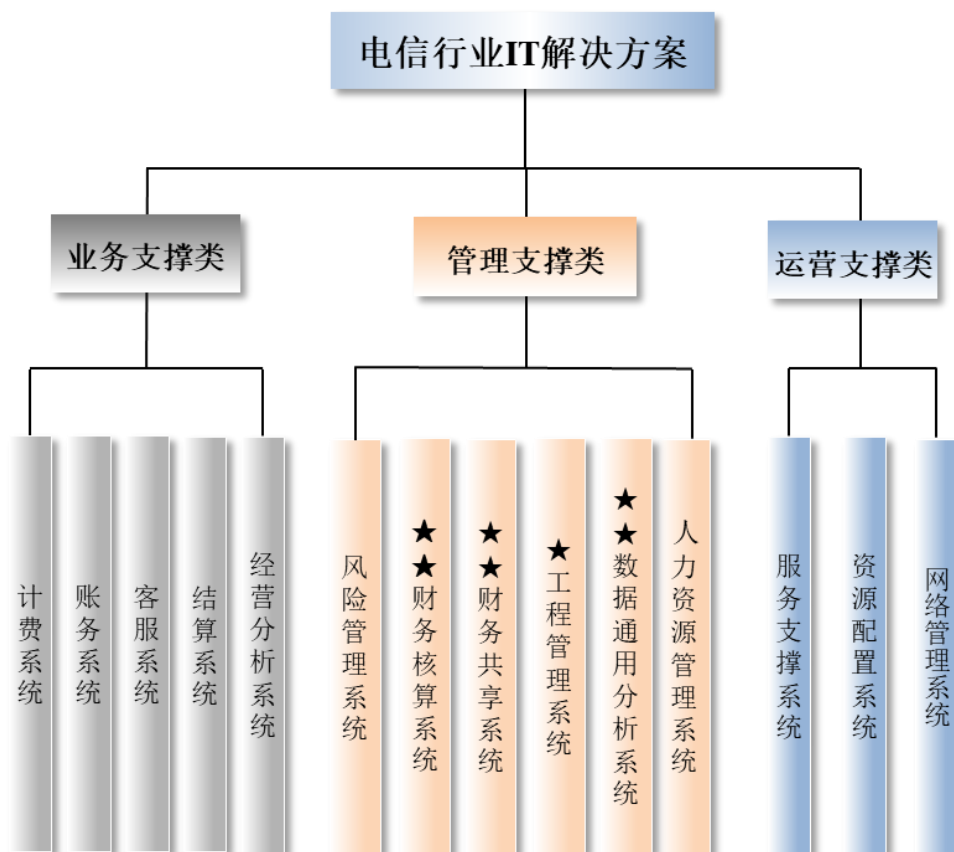 电信行业IT解决方案
业务支撑类
管理支撑类
运营支撑类
计费系统
账务系统
客服系统
结算系统
经营分析系统
风险管理系统
★★财务核算系统
★★财务共享系统
★工程管理系统
★★数据通用分析系统
人力资源管理系统
服务支撑系统
资源配置系统
网络管理系统